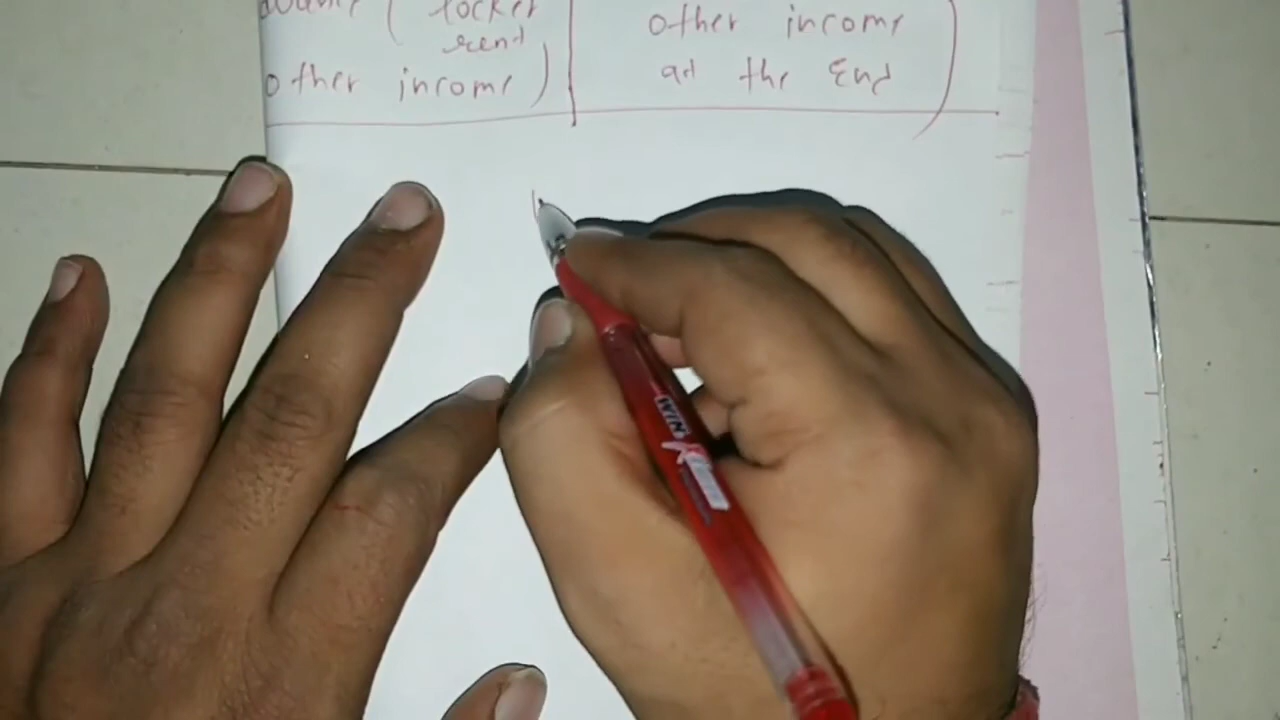 ( locker
rent
other income )
other income
at the End )
WIN